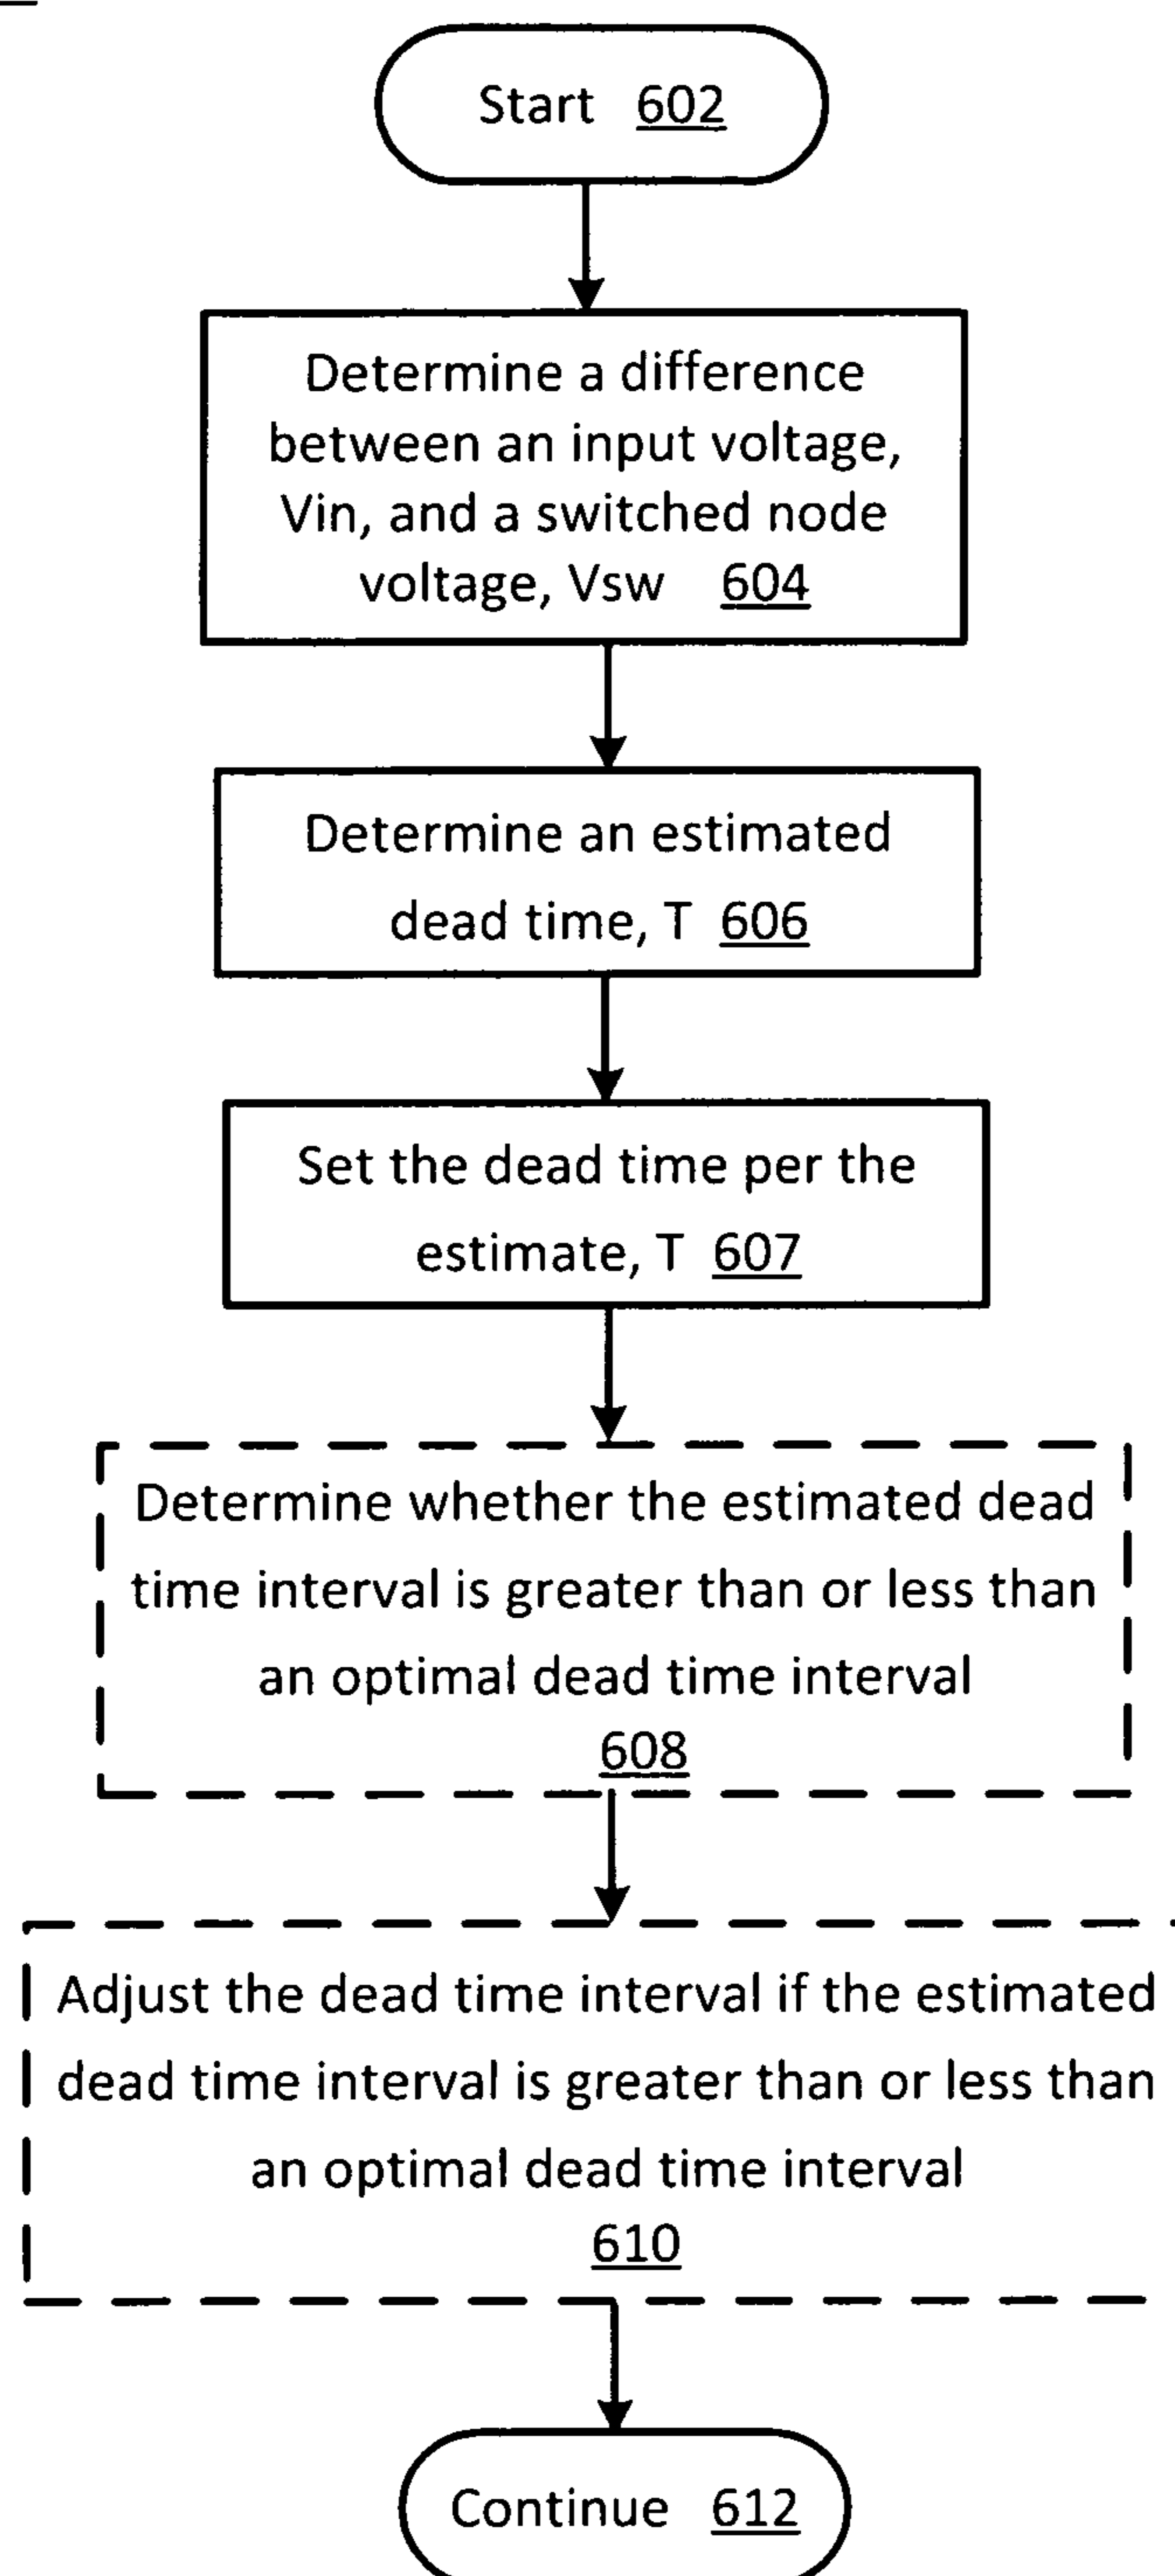 Start 602
Determine a difference
between an input voltage,
Vin, and a switched node
voltage, Vsw 604
Determine an estimated
dead time, T 606
Set the dead time per the
estimate, T 607
Determine whether the estimated dead
time interval is greater than or less than
an optimal dead time interval
608
Adjust the dead time interval if the estimated
dead time interval is greater than or less than
an optimal dead time interval
610
Continue 612